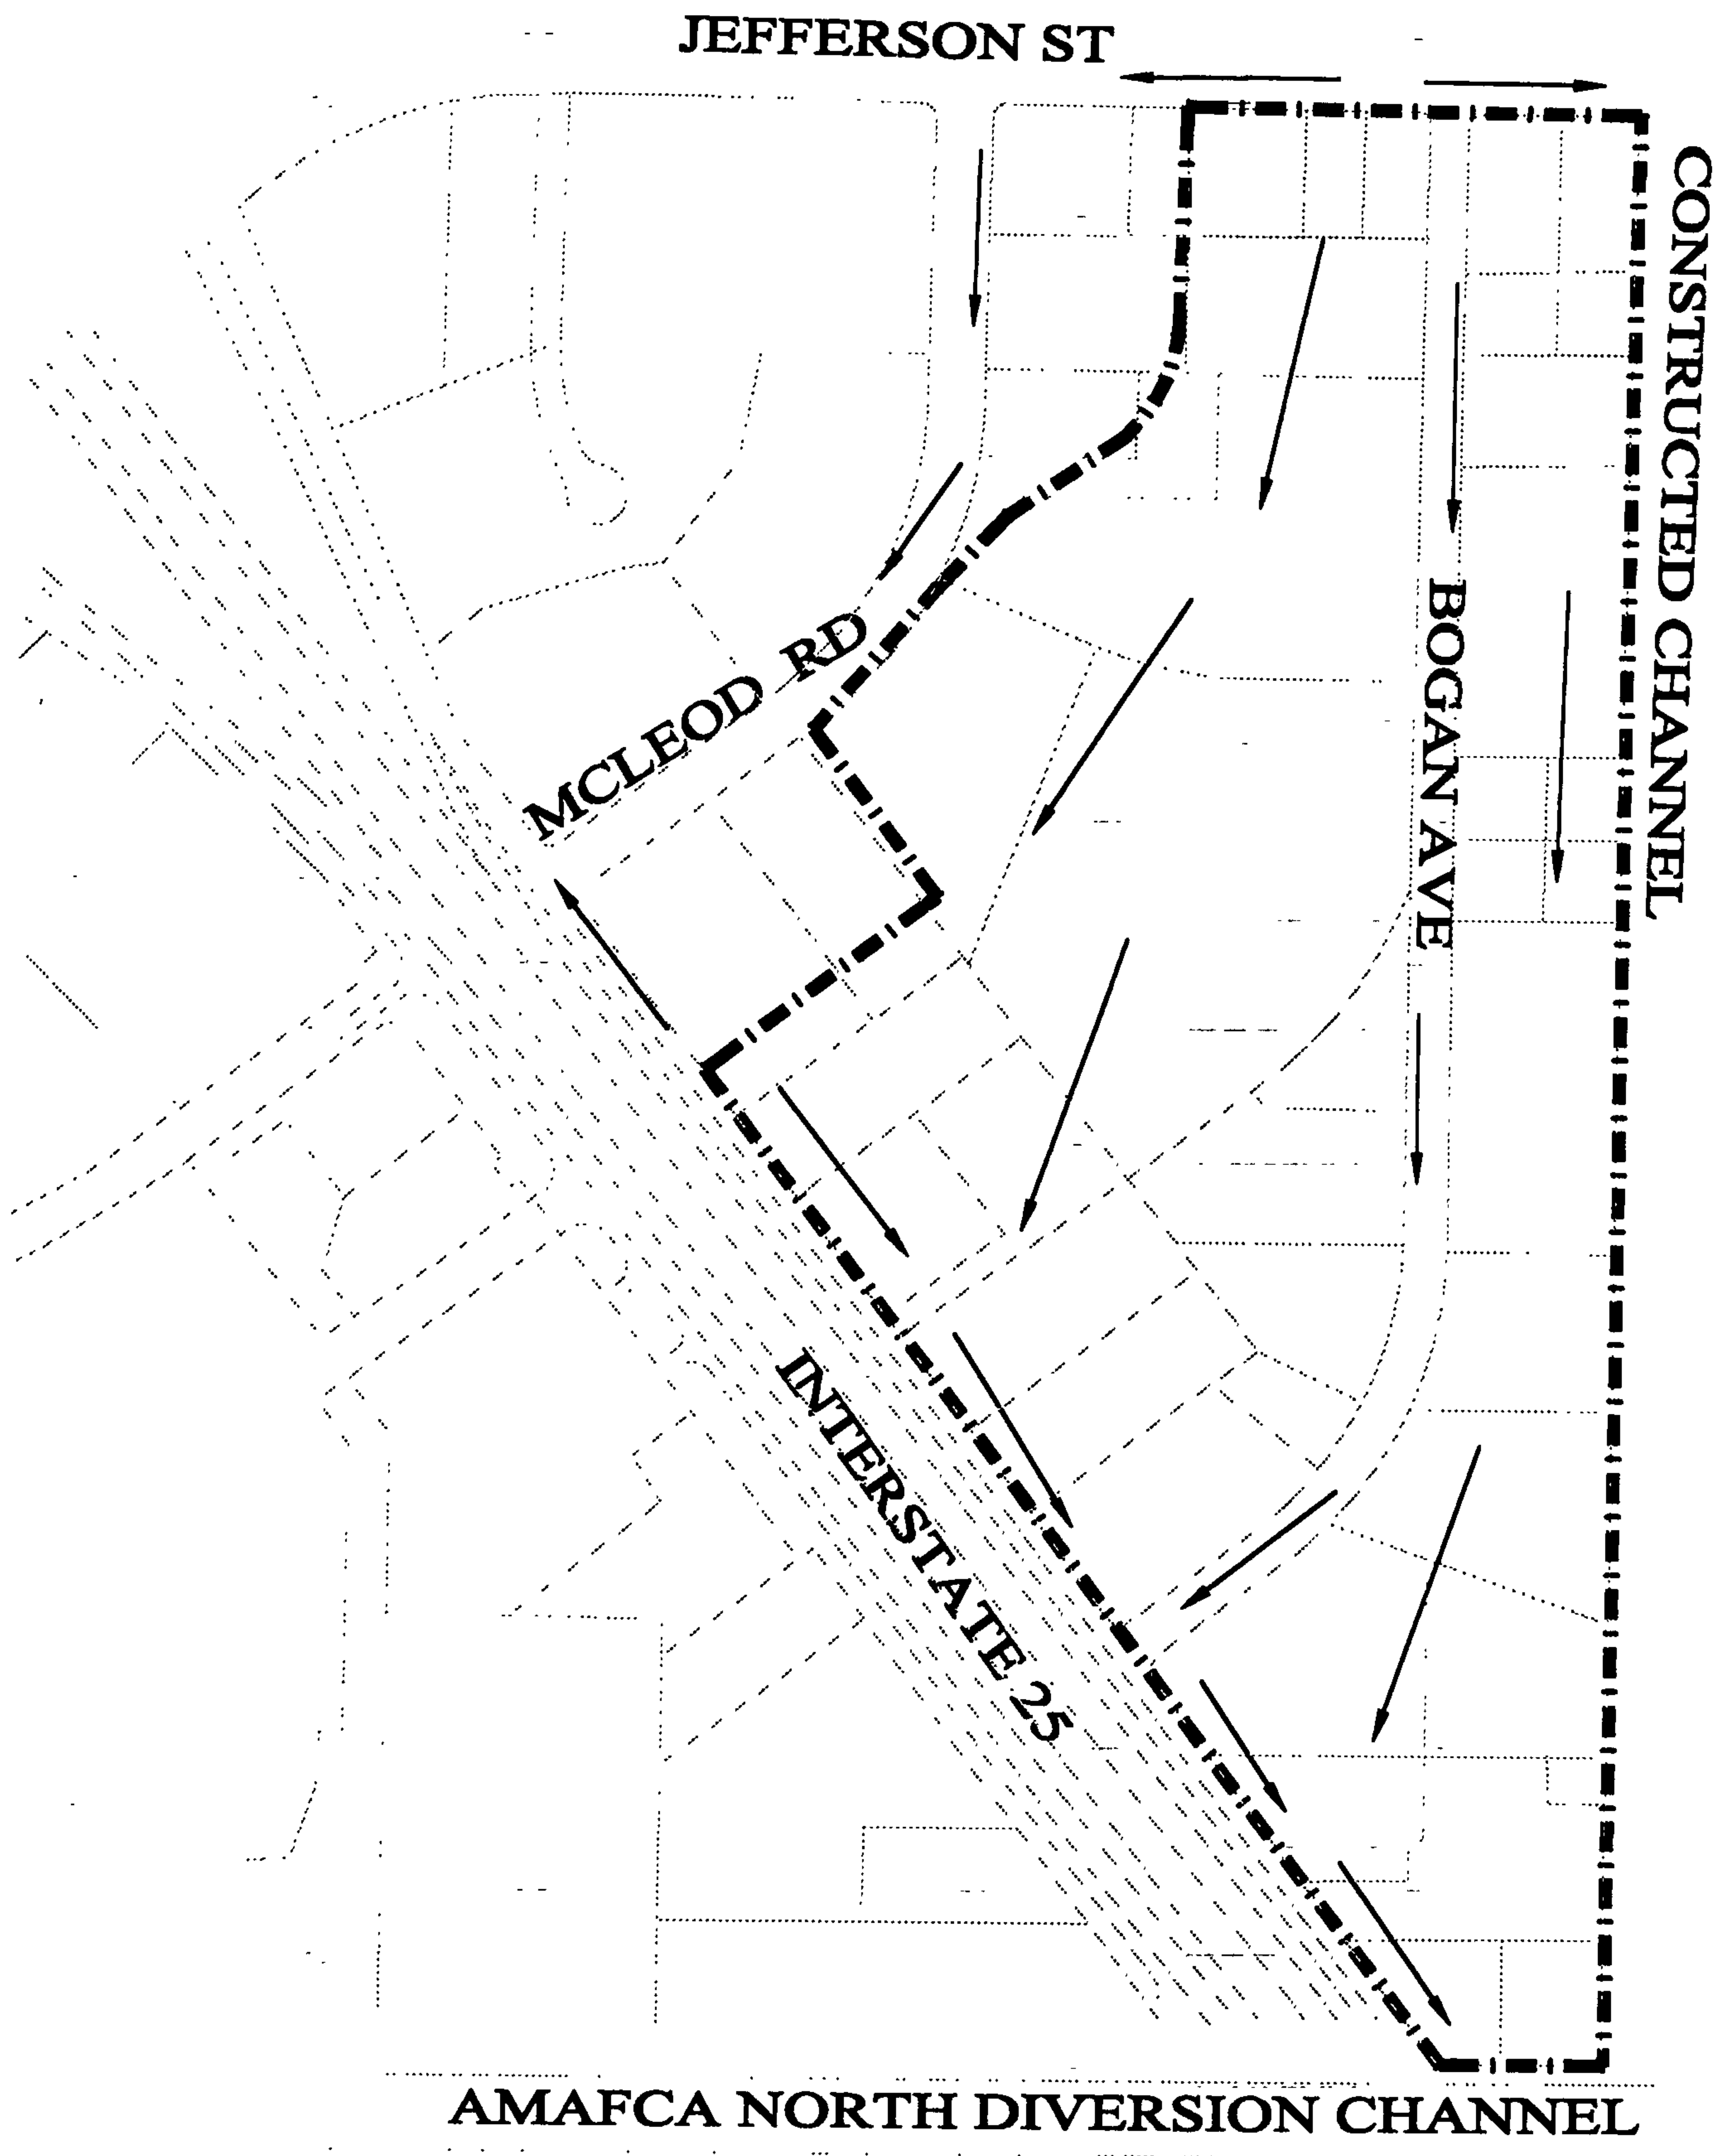 JEFFERSON ST
CONSTRUCTED CHANNEL
BOGAN AVE
MCLEOD RD
INTERSTATE 25
AMAFCA NORTH DIVERSION CHANNEL